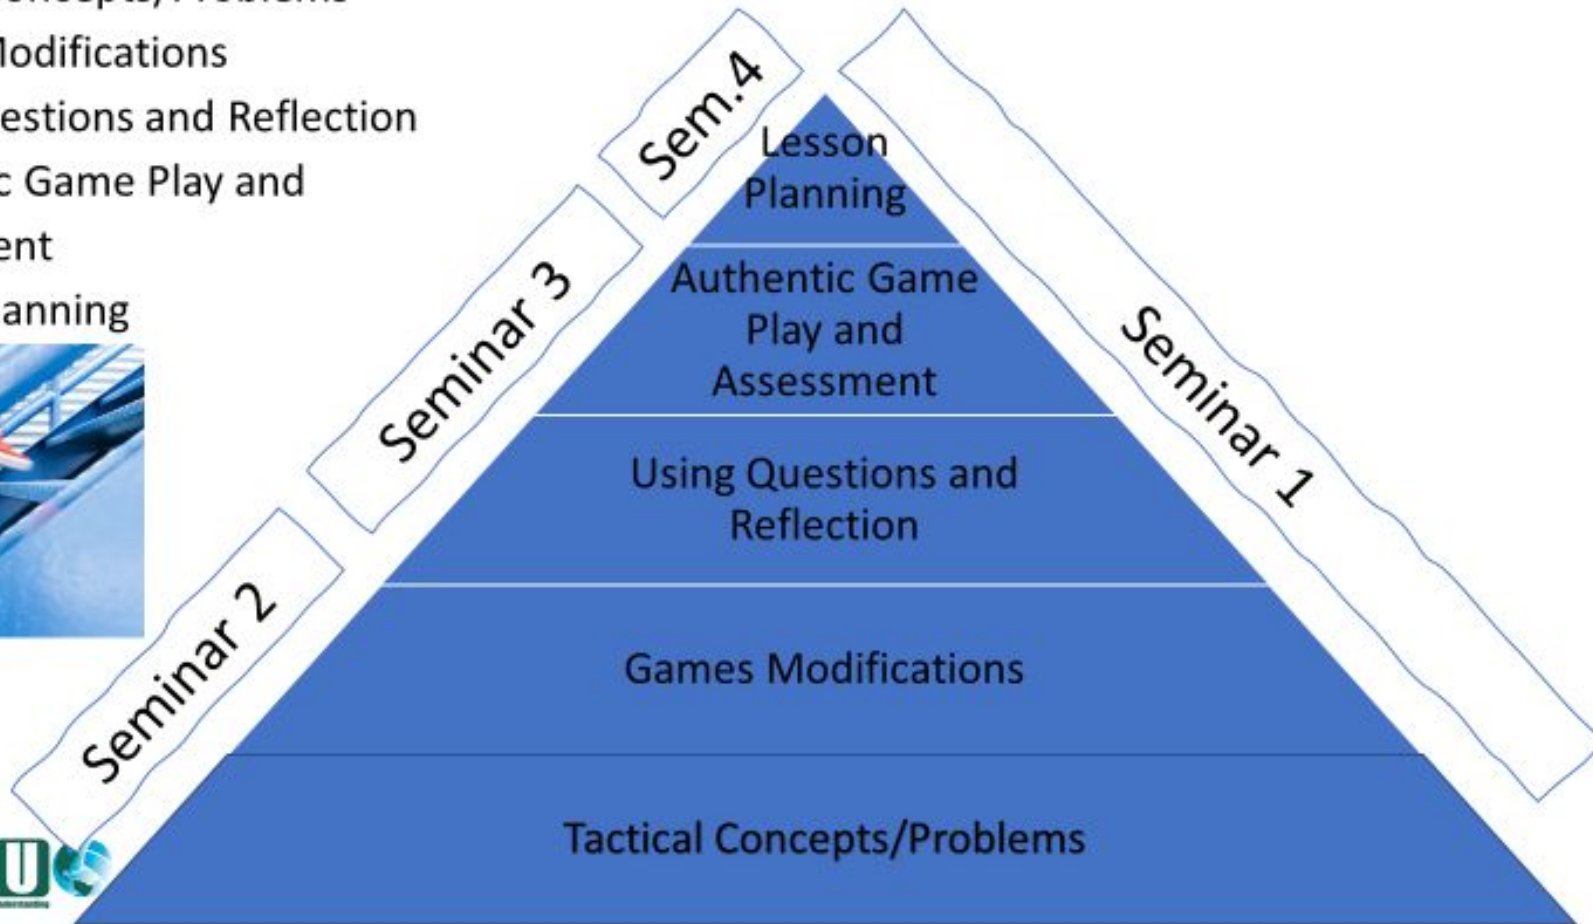 Modifications
estions and Reflection
c Game Play and
ent
anning
Sem.4
Seminar 3
Seminar 2
Seminar 1
Lesson
Planning
Authentic Game
Play and
Assessment
Using Questions and
Reflection
Games Modifications
Tactical Concepts/Problems
U